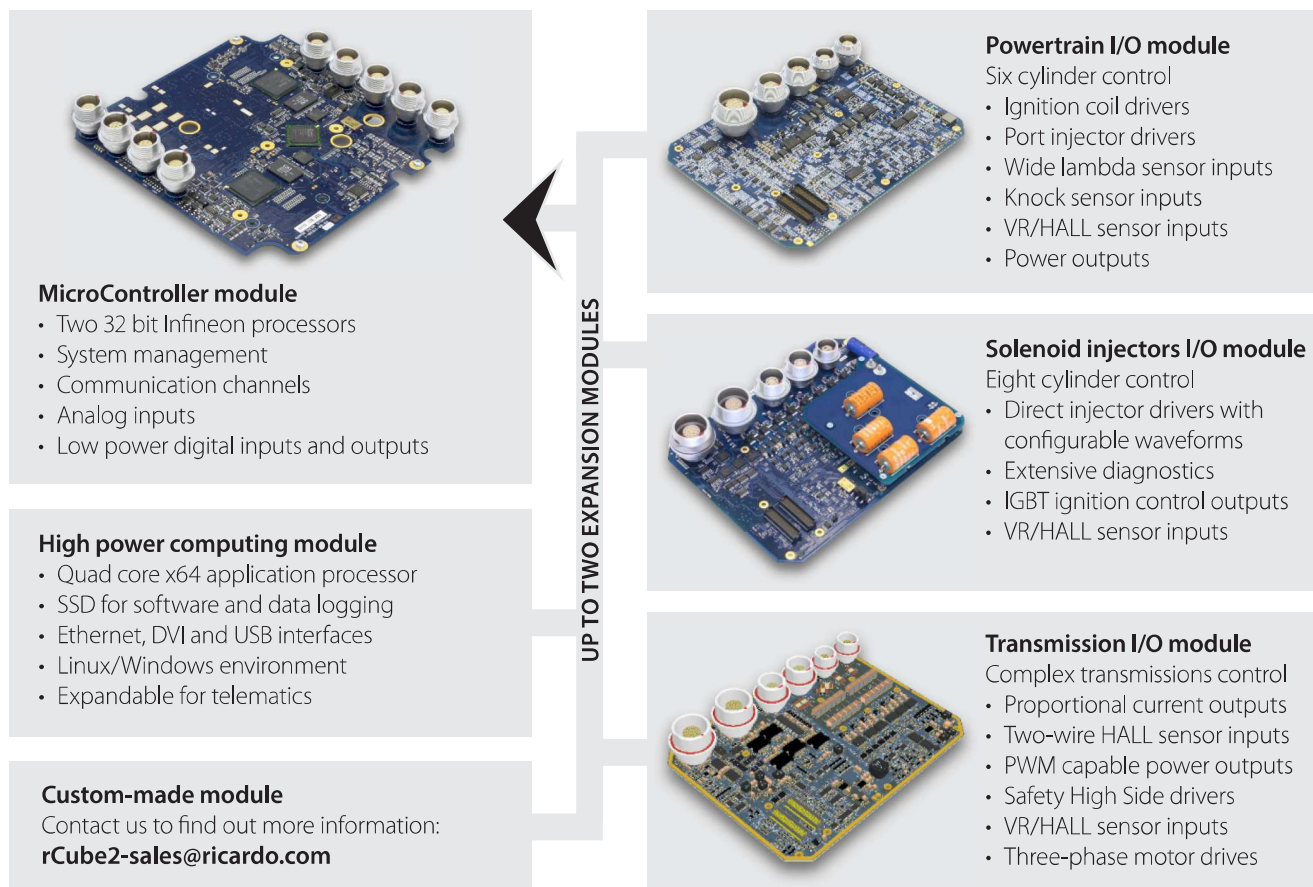 MicroController module
• Two 32 bit Infineon processors
• System management
• Communication channels
• Analog inputs
• Low power digital inputs and outputs
High power computing module
• Quad core x64 application processor
• SSD for software and data logging
• Ethernet, DVI and USB interfaces
• Linux/Windows environment
• Expandable for telematics
Custom-made module
Contact us to find out more information:
rCube2-sales@ricardo.com
UP TO TWO EXPANSION MODULES
Powertrain I/O module
Six cylinder control
• Ignition coil drivers
• Port injector drivers
• Wide lambda sensor inputs
• Knock sensor inputs
• VR/HALL sensor inputs
• Power outputs
Solenoid injectors I/O module
Eight cylinder control
• Direct injector drivers with
configurable waveforms
• Extensive diagnostics
• IGBT ignition control outputs
• VR/HALL sensor inputs
Transmission I/O module
Complex transmissions control
• Proportional current outputs
• Two-wire HALL sensor inputs
• PWM capable power outputs
• Safety High Side drivers
• VR/HALL sensor inputs
• Three-phase motor drives